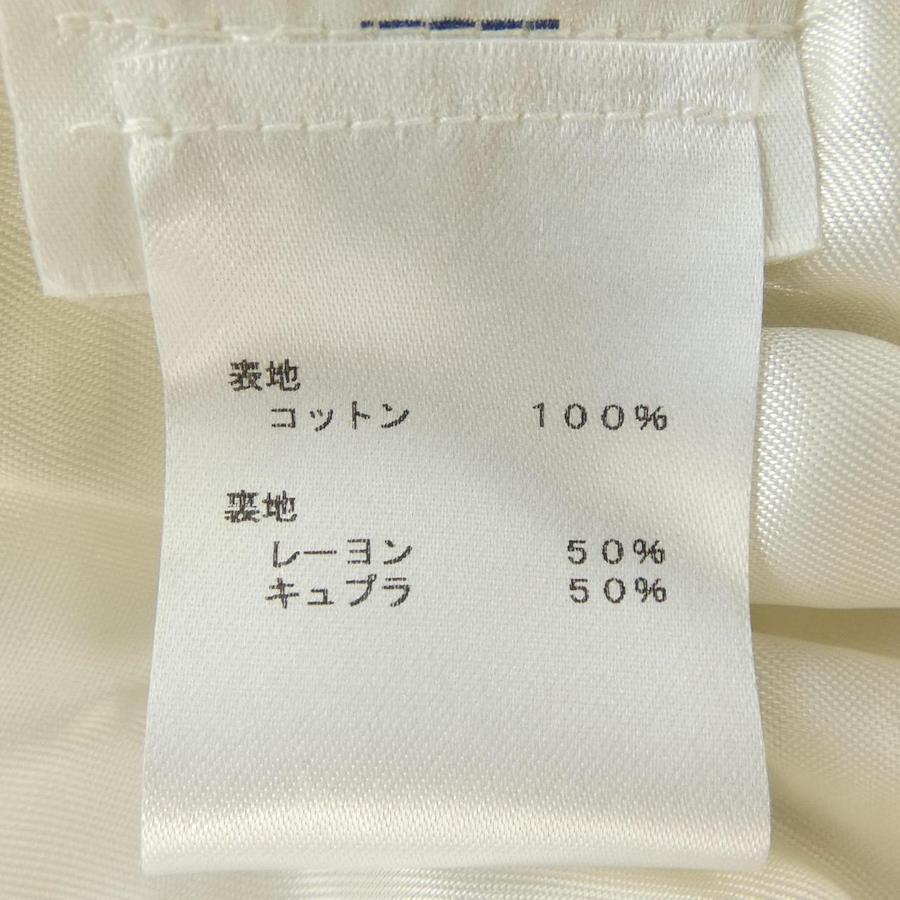 表地
コットン 100%
裏地
レーヨン 50%
キュプラ 50%